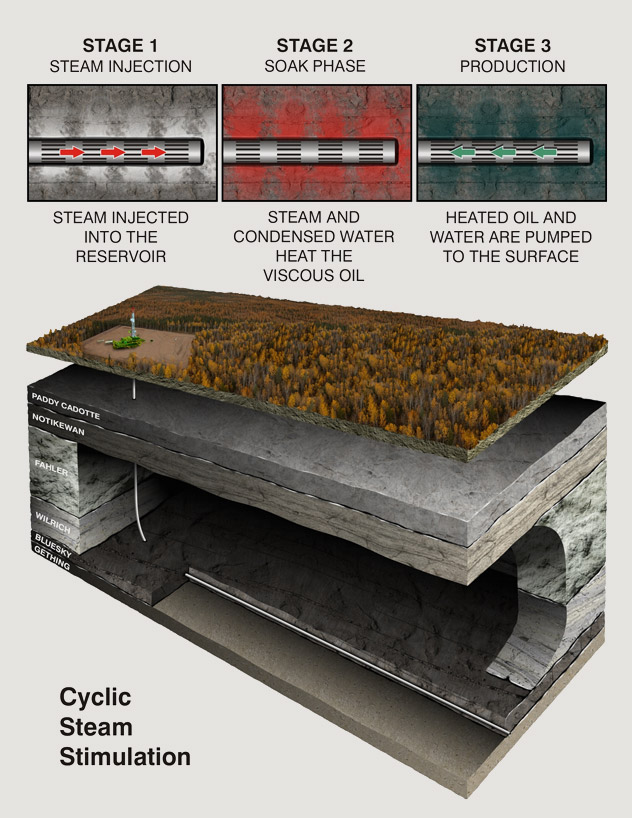 STAGE 1
STEAM INJECTION
STAGE 2
SOAK PHASE
STAGE 3
PRODUCTION
STEAM INJECTED
INTO THE
RESERVOIR
STEAM AND
CONDENSED WATER
HEAT THE
VISCOUS OIL
HEATED OIL AND
WATER ARE PUMPED
TO THE SURFACE
PADDY CADOTTE
NOTIKEWAN
FAHLER
WILRICH
BLUESKY
GETHING
Cyclic
Steam
Stimulation